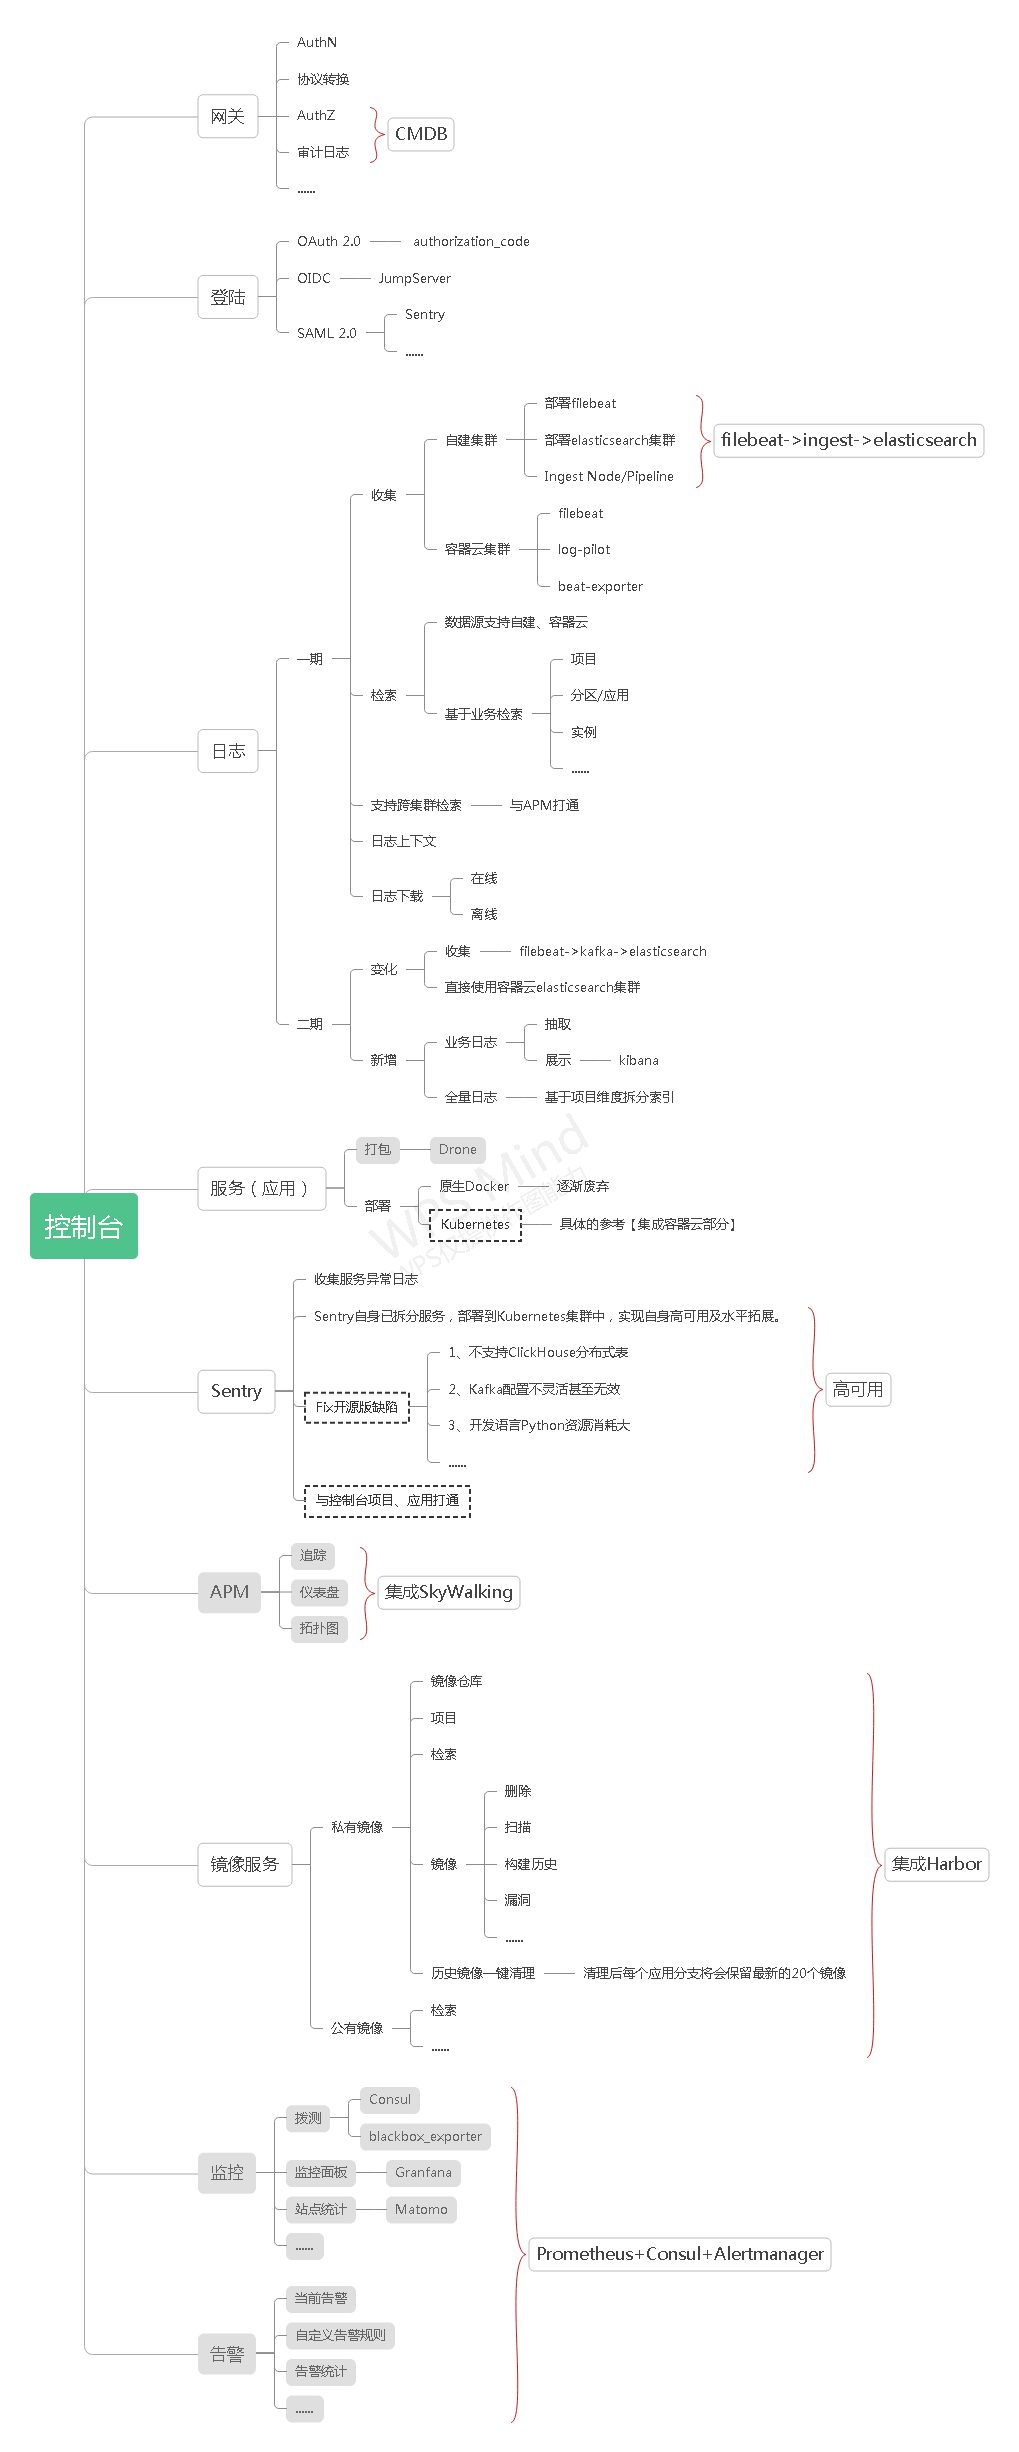 控制台
网关
AuthN
协议转换
AuthZ
审计日志
......
CMDB
登陆
OAuth 2.0
authorization_code
OIDC
JumpServer
SAML 2.0
Sentry
......
日志
一期
收集
自建集群
部署filebeat
部署elasticsearch集群
Ingest Node/Pipeline
filebeat->ingest->elasticsearch
容器云集群
filebeat
log-pilot
beat-exporter
检索
数据源支持自建、容器云
基于业务检索
项目
分区/应用
实例
......
支持跨集群检索
与APM打通
日志上下文
日志下载
在线
离线
二期
变化
收集
filebeat->kafka->elasticsearch
直接使用容器云elasticsearch集群
新增
业务日志
抽取
展示
kibana
全量日志
基于项目维度拆分索引
WPS Mind
服务（应用）
打包
Drone
部署
原生Docker
逐渐废弃
Kubernetes
具体的参考【集成容器云部分】
Sentry
收集服务异常日志
Sentry自身已拆分服务，部署到Kubernetes集群中，实现自身高可用及水平拓展。
Fix开源版缺陷
1、不支持ClickHouse分布式表
2、Kafka配置不灵活甚至无效
3、开发语言Python资源消耗大
......
与控制台项目、应用打通
高可用
APM
追踪
仪表盘
拓扑图
集成SkyWalking
镜像服务
私有镜像
镜像仓库
项目
检索
镜像
删除
扫描
构建历史
漏洞
......
历史镜像一键清理
清理后每个应用分支将会保留最新的20个镜像
公有镜像
检索
......
集成Harbor
监控
拨测
Consul
blackbox_exporter
监控面板
Granfana
站点统计
Matomo
......
告警
当前告警
自定义告警规则
告警统计
......
Prometheus+Consul+Alertmanager